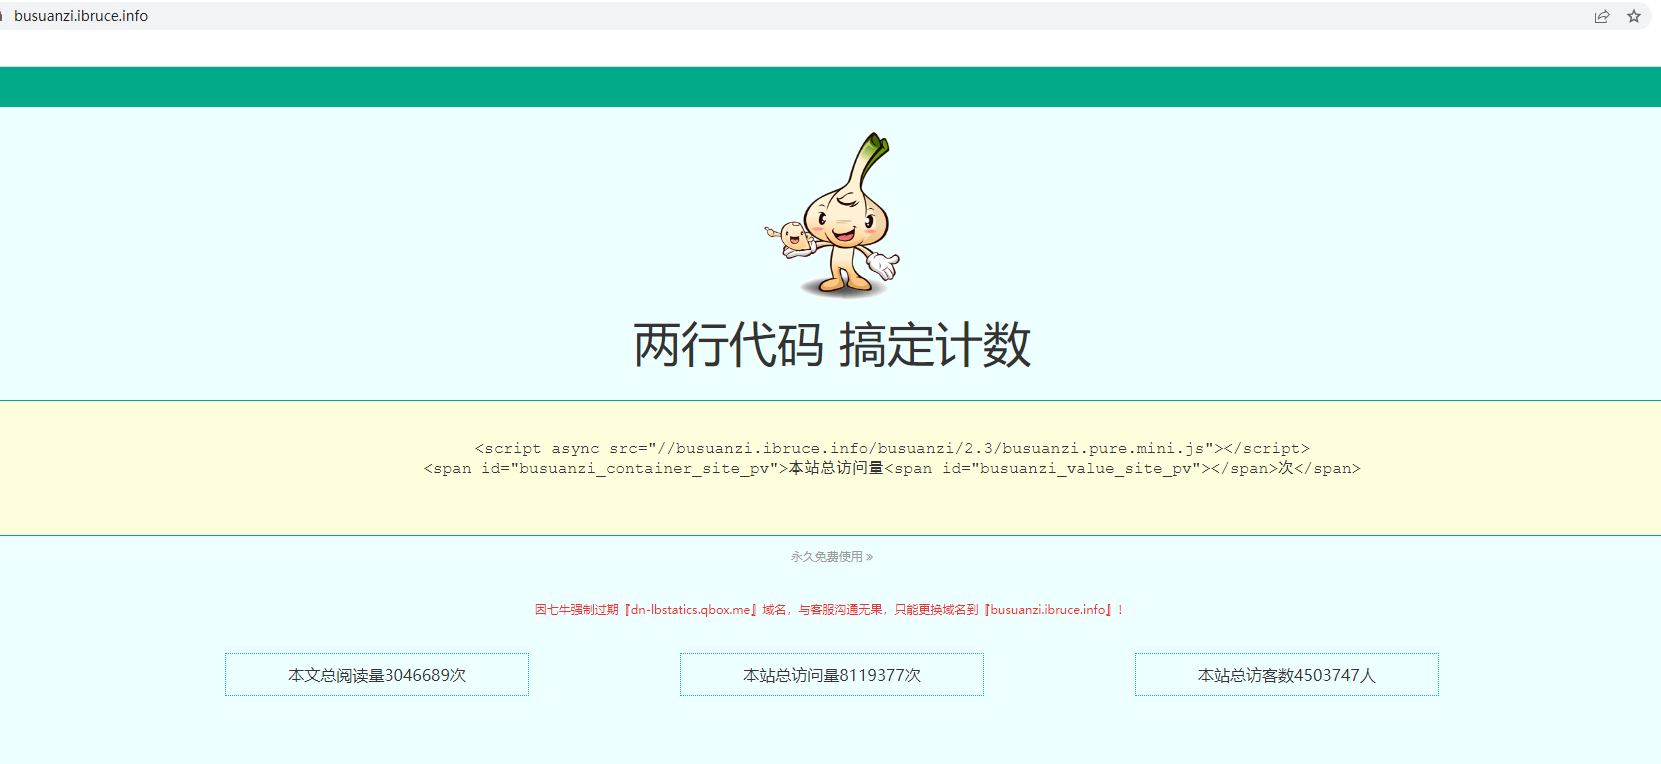 busuanzi.ibruce.info
两行代码 搞定计数
<script async src="//busuanzi.ibruce.info/busuanzi/2.3/busuanzi.pure.mini.js"></script>
<span id="busuanzi_container_site_pv">本站总访问量<span id="busuanzi_value_site_pv"></span>次</span>
永久免费使用 »
因七牛强制过期『dn-lbstatics.qbox.me』域名，与客服沟通无果，只能更换域名到『busuanzi.ibruce.info』！
本文总阅读量3046689次
本站总访问量8119377次
本站总访客数4503747人